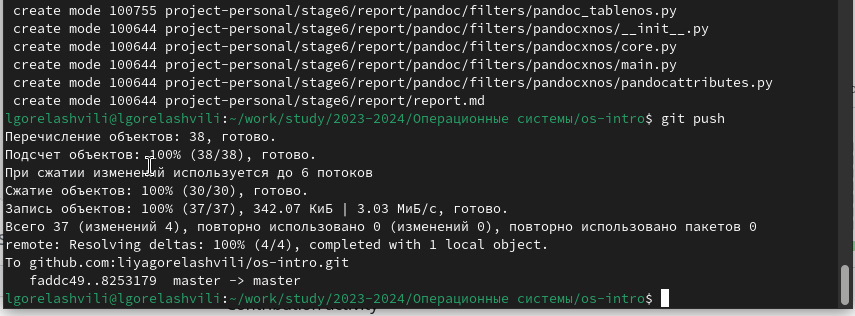 create mode 100755 project-personal/stage6/report/pandoc/filters/pandoc_tablenos.py
create mode 100644 project-personal/stage6/report/pandoc/filters/pandocxnos/__init__.py
create mode 100644 project-personal/stage6/report/pandoc/filters/pandocxnos/core.py
create mode 100644 project-personal/stage6/report/pandoc/filters/pandocxnos/main.py
create mode 100644 project-personal/stage6/report/pandoc/filters/pandocxnos/pandocattributes.py
create mode 100644 project-personal/stage6/report/report.md
lgorelashvili@lgorelashvili:~/work/study/2023-2024/Операционные системы/os-intro$ git push
Перечисление объектов: 38, готово.
Подсчет объектов: 100% (38/38), готово.
При сжатии изменений используется до 6 потоков
Сжатие объектов: 100% (30/30), готово.
Запись объектов: 100% (37/37), 342.07 КиБ | 3.03 МиБ/с, готово.
Всего 37 (изменений 4), повторно использовано 0 (изменений 0), повторно использовано пакетов 0
remote: Resolving deltas: 100% (4/4), completed with 1 local object.
To github.com:liyagorelashvili/os-intro.git
faddc49..8253179  master -> master
lgorelashvili@lgorelashvili:~/work/study/2023-2024/Операционные системы/os-intro$